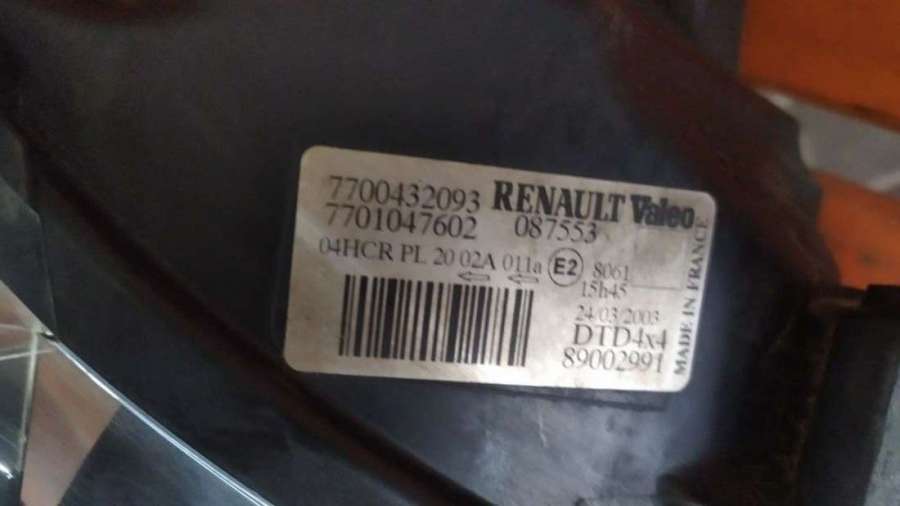 7700432093 RENAULT Valeo
7701047602 087553
04HCR PL 20 02A 011a E2 8061
15h45
24/03/2003
DTD4x4
89002991
MADE IN FRANCE